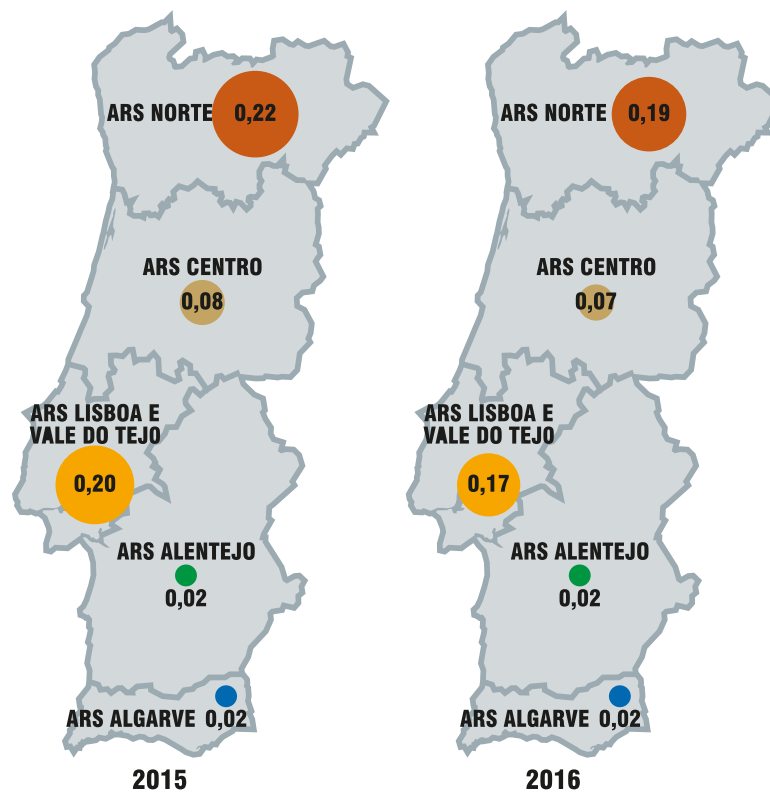 ARS NORTE 0,22
ARS CENTRO
0,08
ARS LISBOA E
VALE DO TEJO
0,20
ARS ALENTEJO
0,02
ARS ALGARVE 0,02
2015
ARS NORTE 0,19
ARS CENTRO
0,07
ARS LISBOA E
VALE DO TEJO
0,17
ARS ALENTEJO
0,02
ARS ALGARVE 0,02
2016